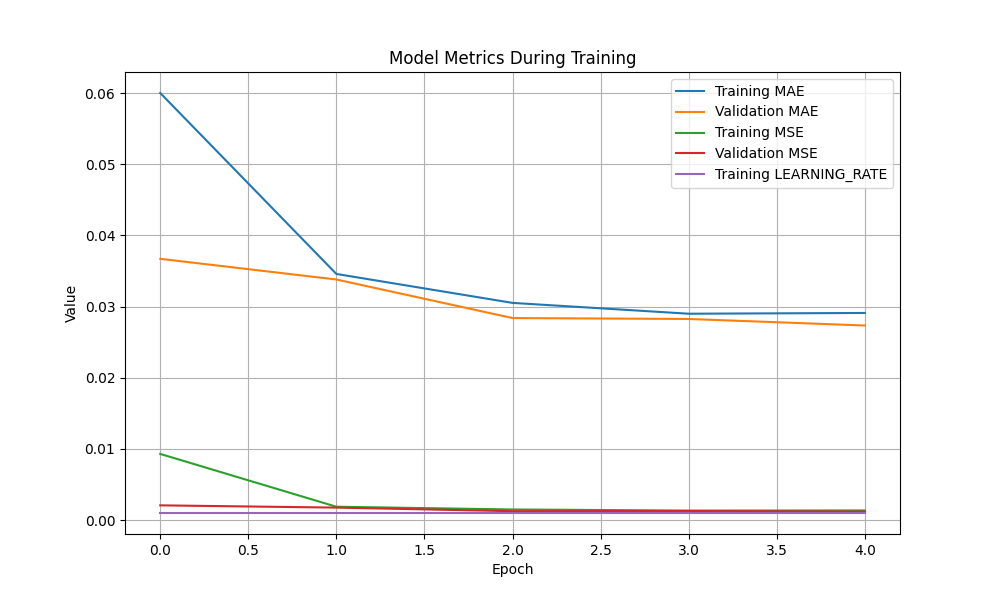 Model Metrics During Training
Training MAE
Validation MAE
Training MSE
Validation MSE
Training LEARNING_RATE
Value
0.06
0.05
0.04
0.03
0.02
0.01
0.00
0.0 0.5 1.0 1.5 2.0 2.5 3.0 3.5 4.0
Epoch